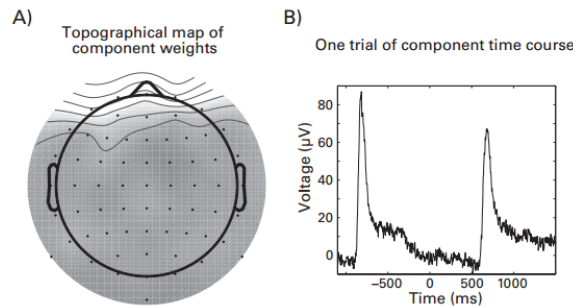 A)
Topographical map of
component weights
B)
One trial of component time course
Voltage (µV)
80
60
40
20
0
−500
0
500
1000
Time (ms)